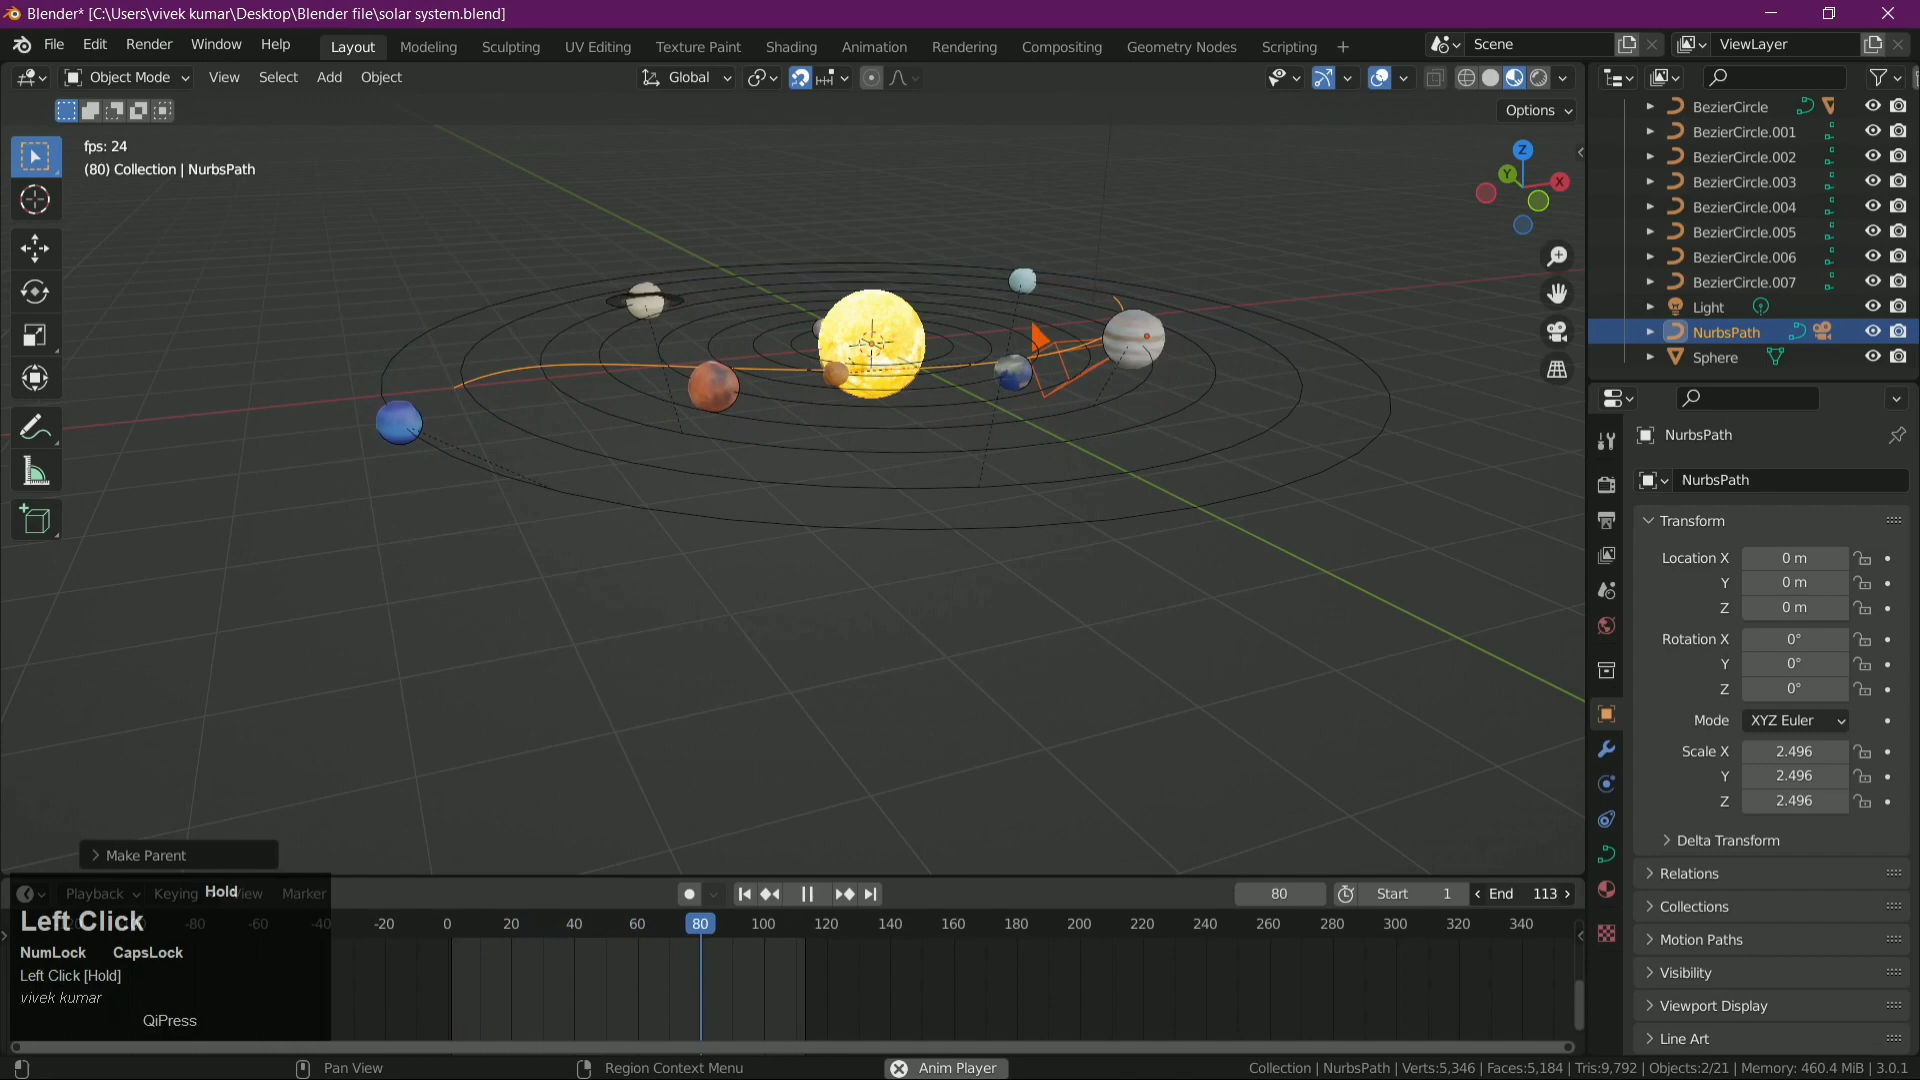 Blender* [C:\Users\vivek kumar\Desktop\Blender file\solar system.blend]
File Edit Render Window Help Layout Modeling Sculpting UV Editing Texture Paint Shading Animation Rendering Compositing Geometry Nodes Scripting + Scene ViewLayer
Object Mode View Select Add Object Global
Options
fps: 24
(80) Collection | NurbsPath
Z
Y
X
BezierCircle
BezierCircle.001
BezierCircle.002
BezierCircle.003
BezierCircle.004
BezierCircle.005
BezierCircle.006
BezierCircle.007
Light
NurbsPath
Sphere
NurbsPath
NurbsPath
Transform
Location X 0 m
Y 0 m
Z 0 m
Rotation X 0°
Y 0°
Z 0°
Mode XYZ Euler
Scale X 2.496
Y 2.496
Z 2.496
Delta Transform
Relations
Collections
Motion Paths
Visibility
Viewport Display
Line Art
Make Parent
Playback Keying View Marker 80 Start 1 End 113
Hold
Left Click
-80 -60 -40 -20 0 20 40 60 80 100 120 140 160 180 200 220 240 260 280 300 320 340
NumLock CapsLock
Left Click [Hold]
vivek kumar
QiPress
Pan View Region Context Menu Anim Player Collection | NurbsPath | Verts:5,346 | Faces:5,184 | Tris:9,792 | Objects:2/21 | Memory: 460.4 MiB | 3.0.1